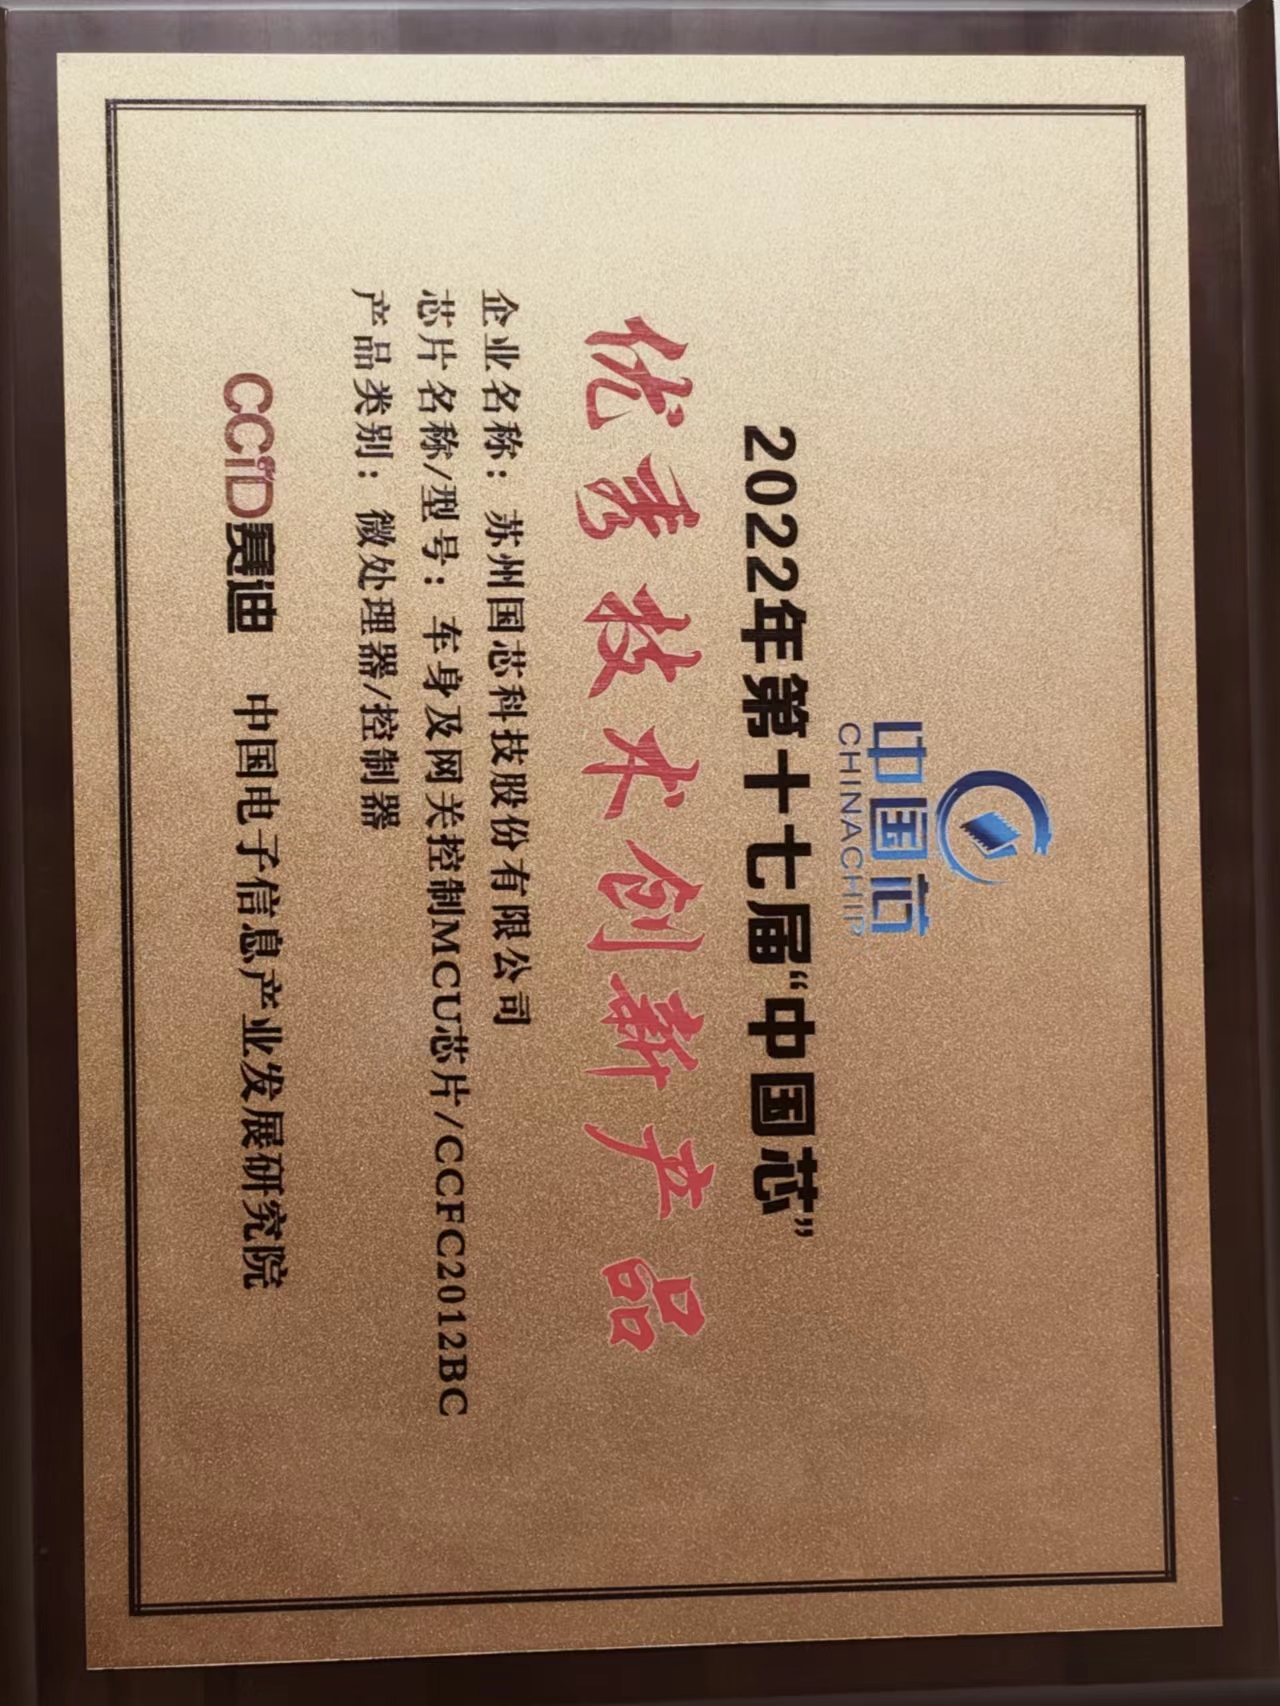 中国芯
CHINACHIP
2022年第十七届“中国芯”
优秀技术创新产品
企业名称：苏州国芯科技股份有限公司
芯片名称/型号：车身及网关控制MCU芯片/CCFC2012BC
产品类别：微处理器/控制器
CCiD赛迪 中国电子信息产业发展研究院